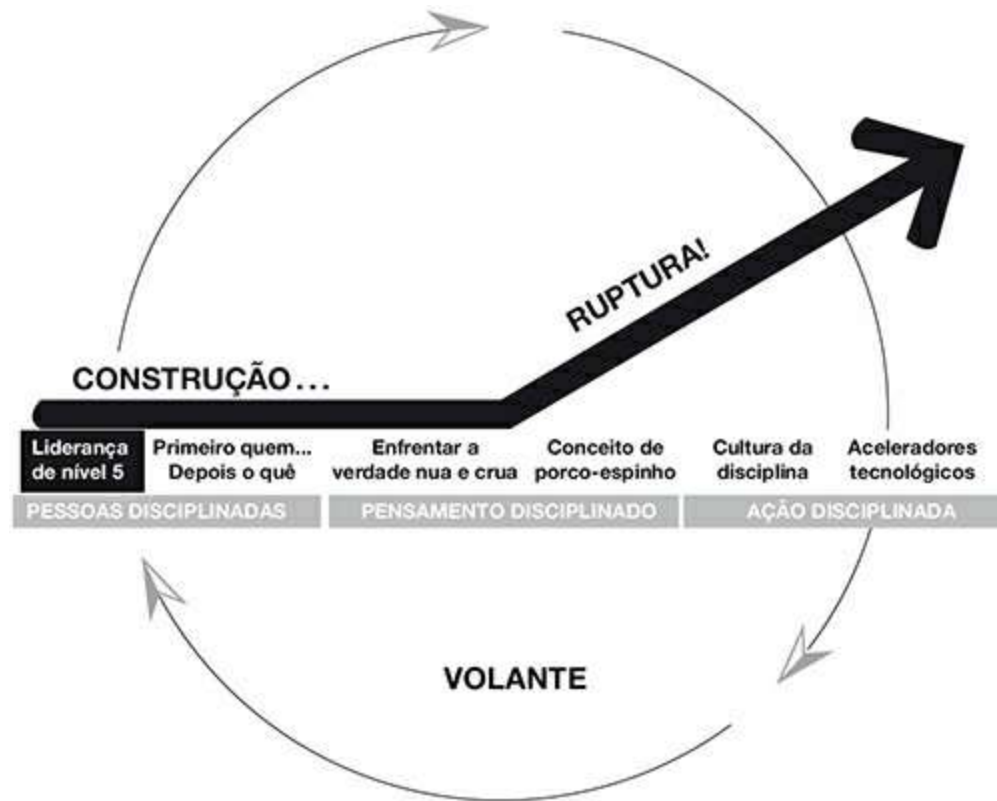 RUPTURA!
CONSTRUÇÃO...
Liderança
de nível 5
Primeiro quem...
Depois o quê
Enfrentar a
verdade nua e crua
Conceito de
porco-espinho
Cultura da
disciplina
Aceleradores
tecnológicos
PESSOAS DISCIPLINADAS
PENSAMENTO DISCIPLINADO
AÇÃO DISCIPLINADA
VOLANTE